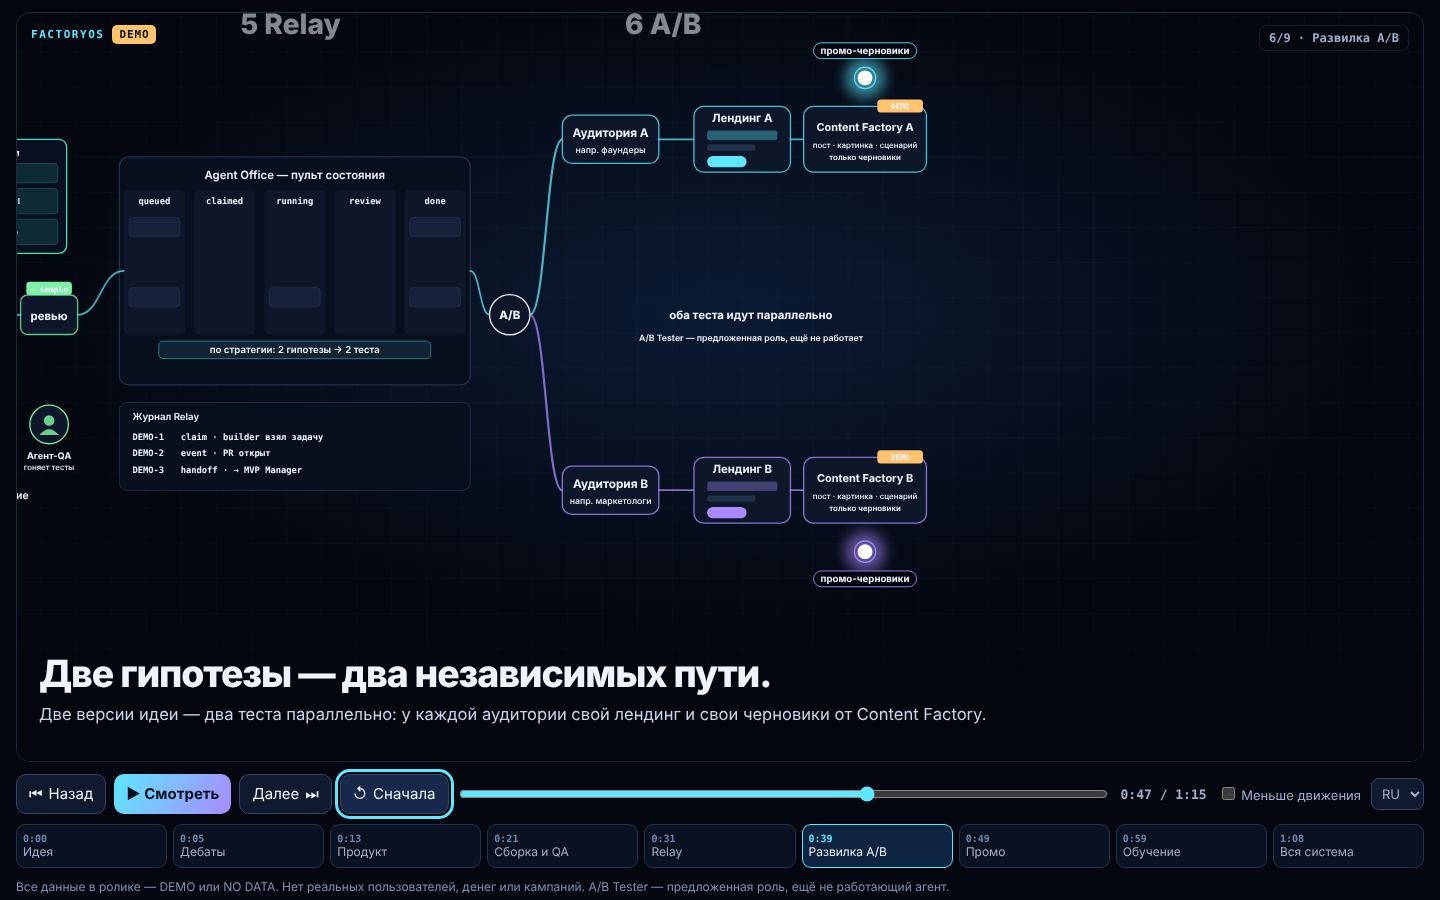 5 Relay
6 A/B
FACTORYOS DEMO
6/9 · Развилка A/B
промо-черновики
DEMO
Аудитория A
напр. фаундеры
Лендинг A
Content Factory A
пост · картинка · сценарий
только черновики
Agent Office — пульт состояния
queued
claimed
running
review
done
✓ sample
ревью
A/B
оба теста идут параллельно
A/B Tester — предложенная роль, ещё не работает
по стратегии: 2 гипотезы → 2 теста
Журнал Relay
DEMO-1 claim · builder взял задачу
DEMO-2 event · PR открыт
DEMO-3 handoff · → MVP Manager
Агент-QA
гоняет тесты
ие
DEMO
Аудитория B
напр. маркетологи
Лендинг B
Content Factory B
пост · картинка · сценарий
только черновики
промо-черновики
Две гипотезы — два независимых пути.
Две версии идеи — два теста параллельно: у каждой аудитории свой лендинг и свои черновики от Content Factory.
⏮ Назад
▶ Смотреть
Далее ⏭
↺ Сначала
0:47 / 1:15
Меньше движения
RU
0:00
Идея
0:05
Дебаты
0:13
Продукт
0:21
Сборка и QA
0:31
Relay
0:39
Развилка A/B
0:49
Промо
0:59
Обучение
1:08
Вся система
Все данные в ролике — DEMO или NO DATA. Нет реальных пользователей, денег или кампаний. A/B Tester — предложенная роль, ещё не работающий агент.